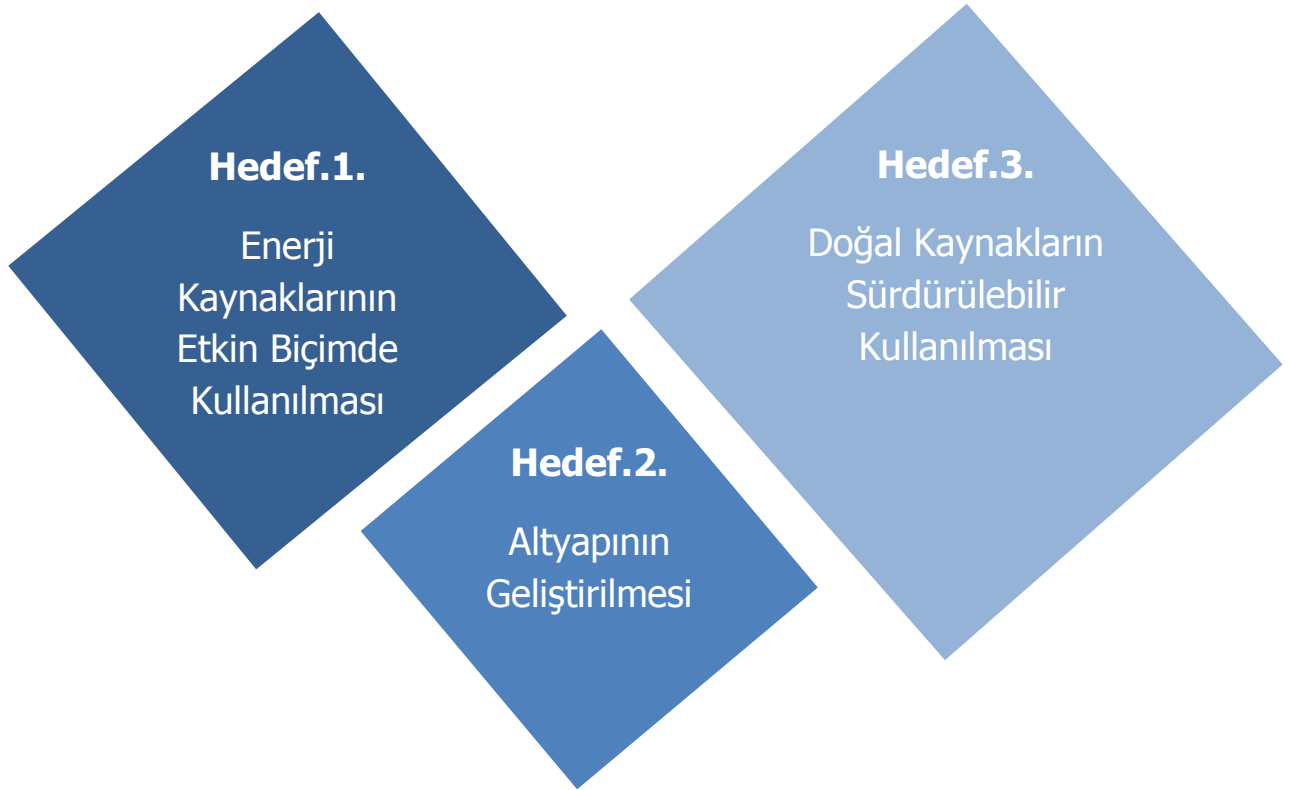 Hedef.1.
Enerji
Kaynaklarının
Etkin Biçimde
Kullanılması
Hedef.2.
Altyapının
Geliştirilmesi
Hedef.3.
Doğal Kaynakların
Sürdürülebilir
Kullanılması